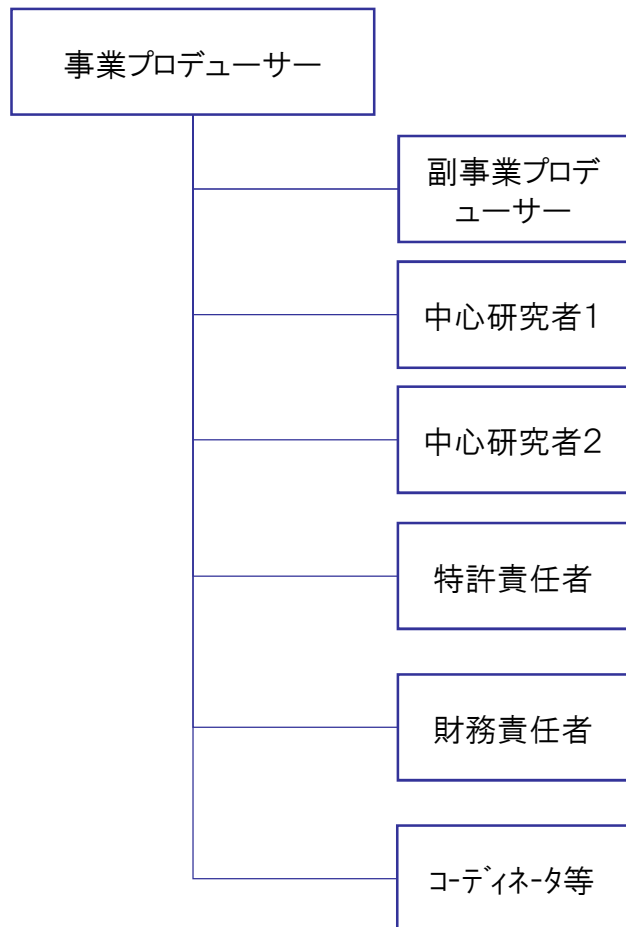 事業プロデューサー
副事業プロデ
ューサー
中心研究者1
中心研究者2
特許責任者
財務責任者
ｺｰﾃﾞｨﾈｰﾀ等